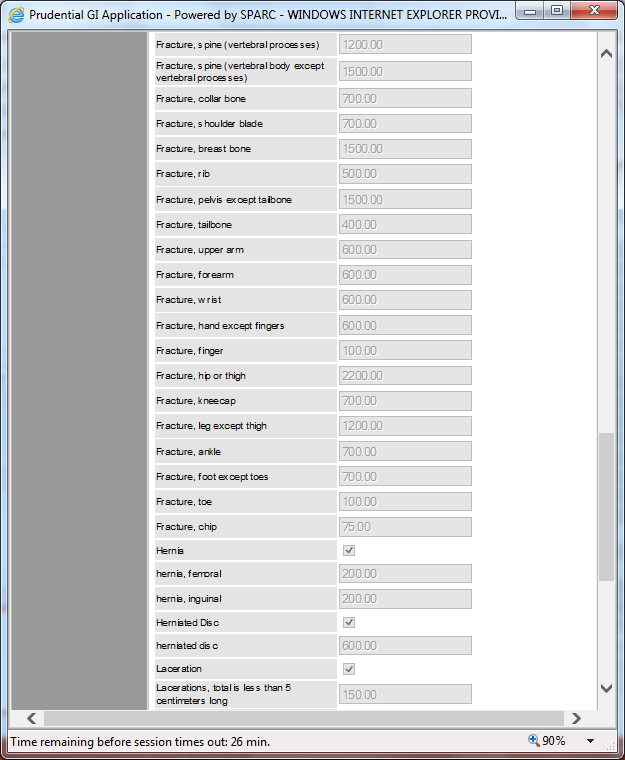 Prudential GI Application - Powered by SPARC - WINDOWS INTERNET EXPLORER PROVI...
Fracture, spine (vertebral processes) 1200.00
Fracture, spine (vertebral body except
vertebral processes) 1500.00
Fracture, collar bone 700.00
Fracture, shoulder blade 700.00
Fracture, breast bone 1500.00
Fracture, rib 500.00
Fracture, pelvis except tailbone 1500.00
Fracture, tailbone 400.00
Fracture, upper arm 600.00
Fracture, forearm 600.00
Fracture, wrist 600.00
Fracture, hand except fingers 600.00
Fracture, finger 100.00
Fracture, hip or thigh 2200.00
Fracture, kneecap 700.00
Fracture, leg except thigh 1200.00
Fracture, ankle 700.00
Fracture, foot except toes 700.00
Fracture, toe 100.00
Fracture, chip 75.00
Hernia
hernia, femoral 200.00
hernia, inguinal 200.00
Herniated Disc
herniated disc 600.00
Laceration
Lacerations, total is less than 5
centimeters long 150.00
Time remaining before session times out: 26 min. 90%